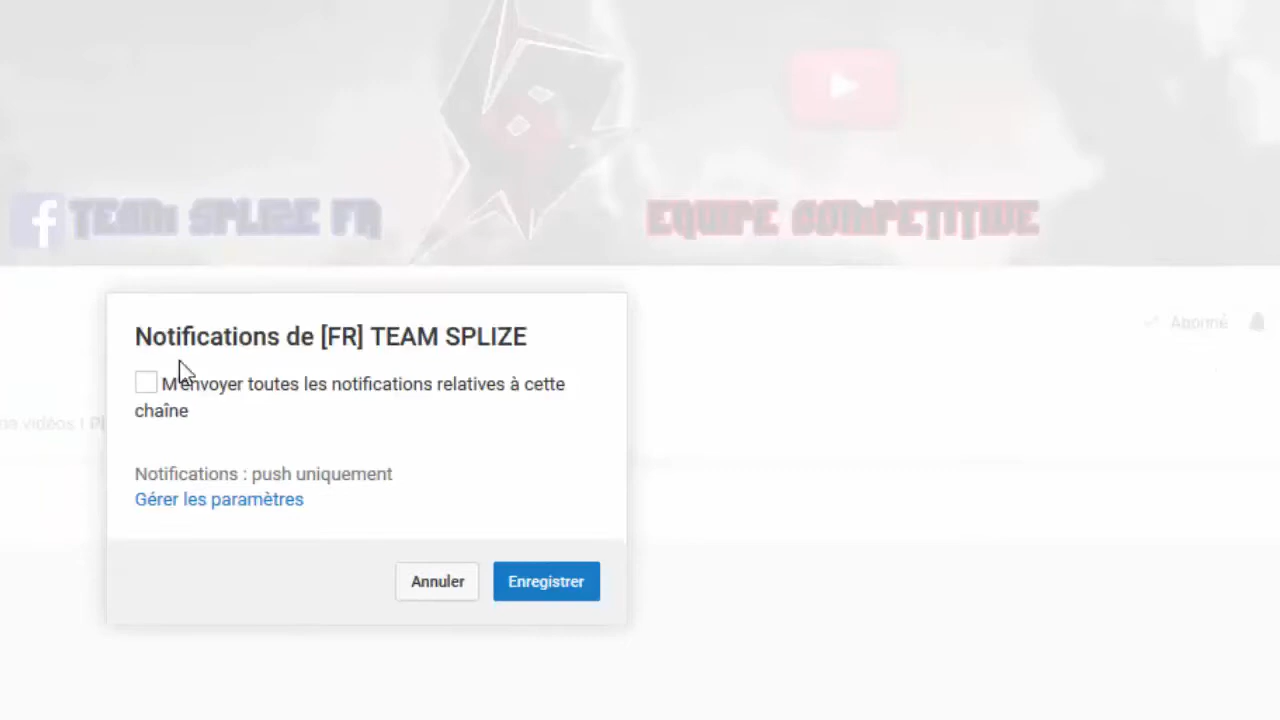 TEAM SPLIZE FR
EQUIPE COMPETITIVE
Notifications de [FR] TEAM SPLIZE
Abonné
M'envoyer toutes les notifications relatives à cette
chaîne
vidéos !
Notifications : push uniquement
Gérer les paramètres
Annuler
Enregistrer